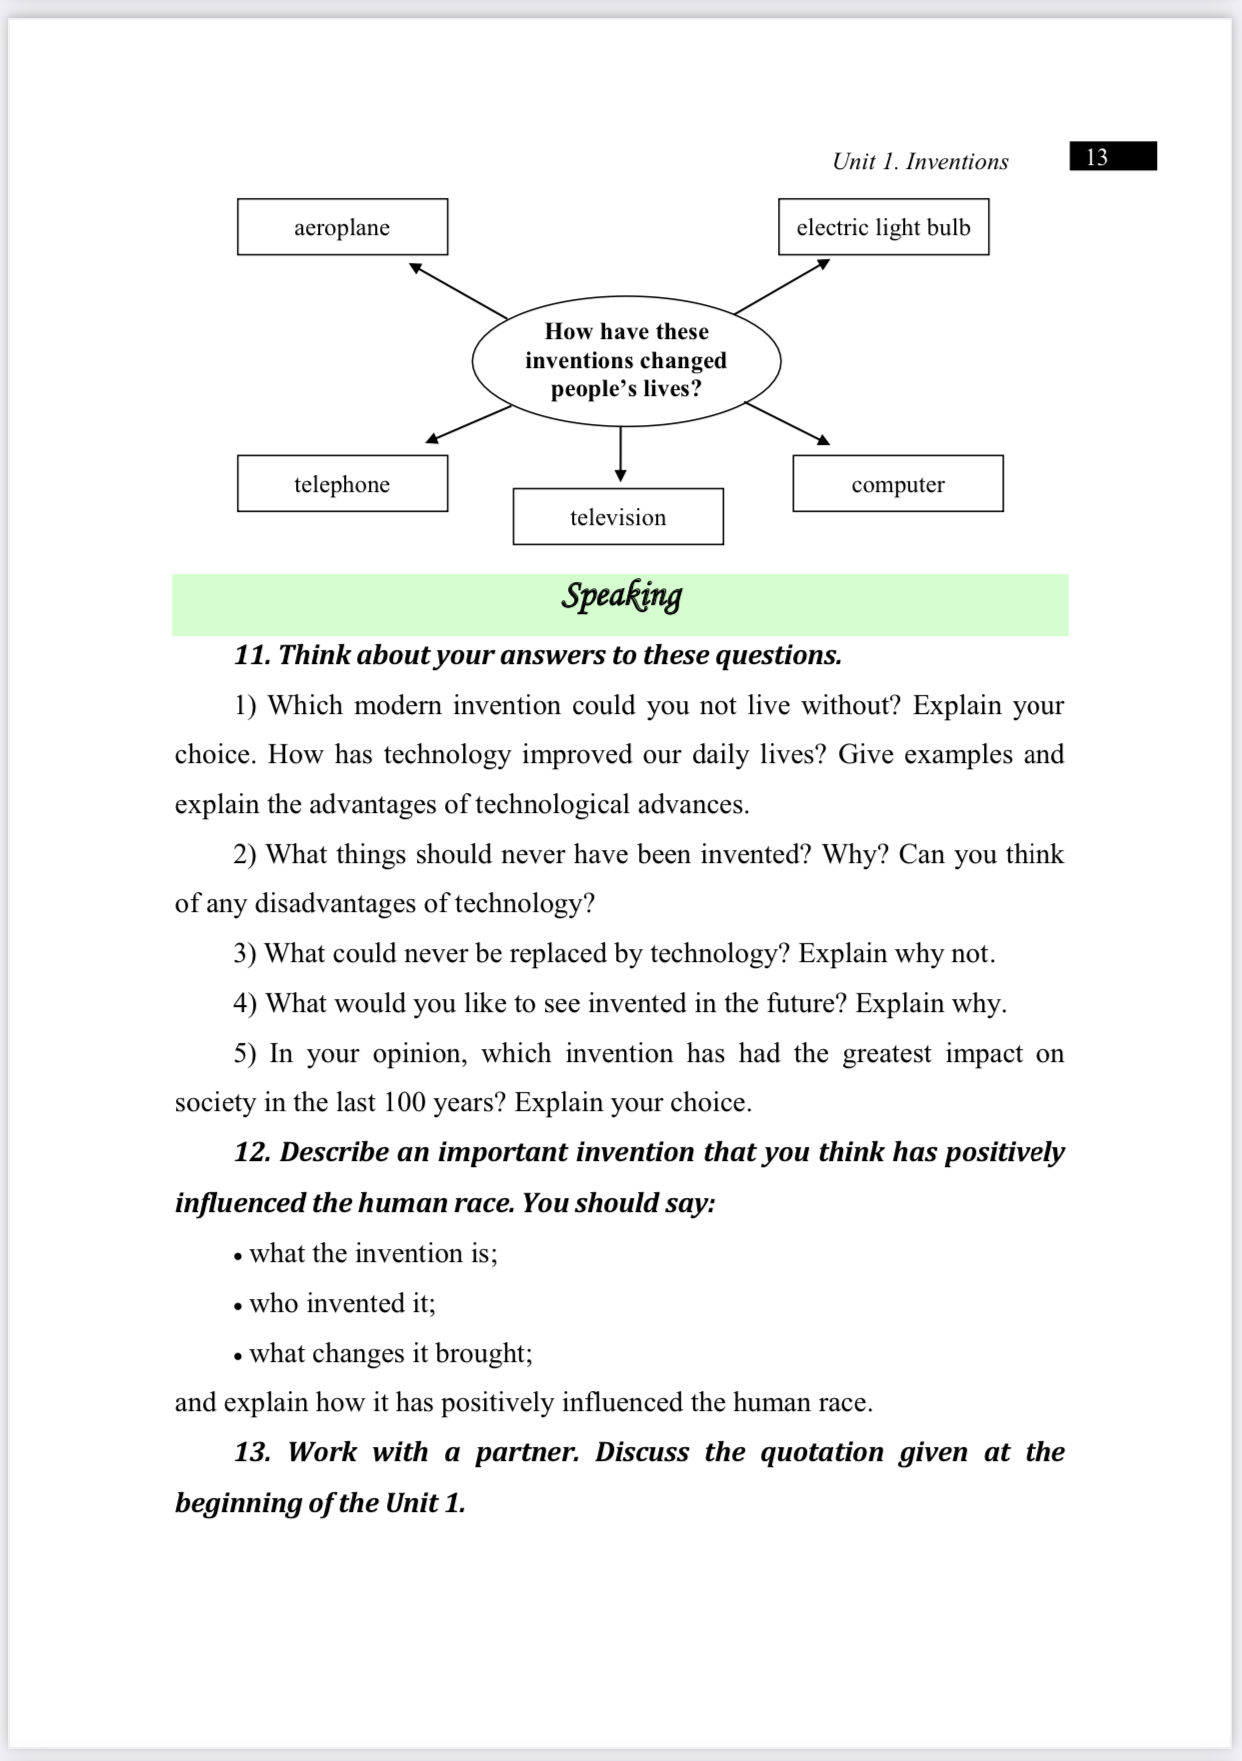 Unit 1. Inventions
13
aeroplane
electric light bulb
How have these
inventions changed
people’s lives?
telephone
television
computer
Speaking
11. Think about your answers to these questions.
1) Which modern invention could you not live without? Explain your
choice. How has technology improved our daily lives? Give examples and
explain the advantages of technological advances.
2) What things should never have been invented? Why? Can you think
of any disadvantages of technology?
3) What could never be replaced by technology? Explain why not.
4) What would you like to see invented in the future? Explain why.
5) In your opinion, which invention has had the greatest impact on
society in the last 100 years? Explain your choice.
12. Describe an important invention that you think has positively
influenced the human race. You should say:
• what the invention is;
• who invented it;
• what changes it brought;
and explain how it has positively influenced the human race.
13. Work with a partner. Discuss the quotation given at the
beginning of the Unit 1.